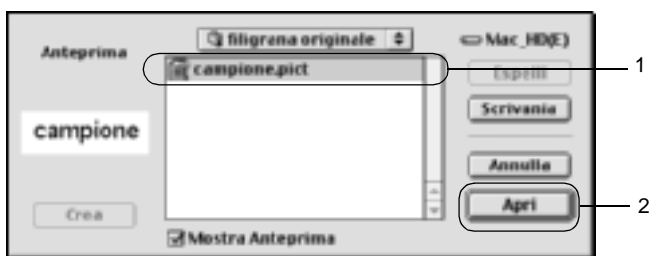 Anteprima
filigrana originale
Mac_HD(E)
campione.pict
1
Espelli
Scrivania
campione
Annulla
Crea
Apri
2
Mostra Anteprima